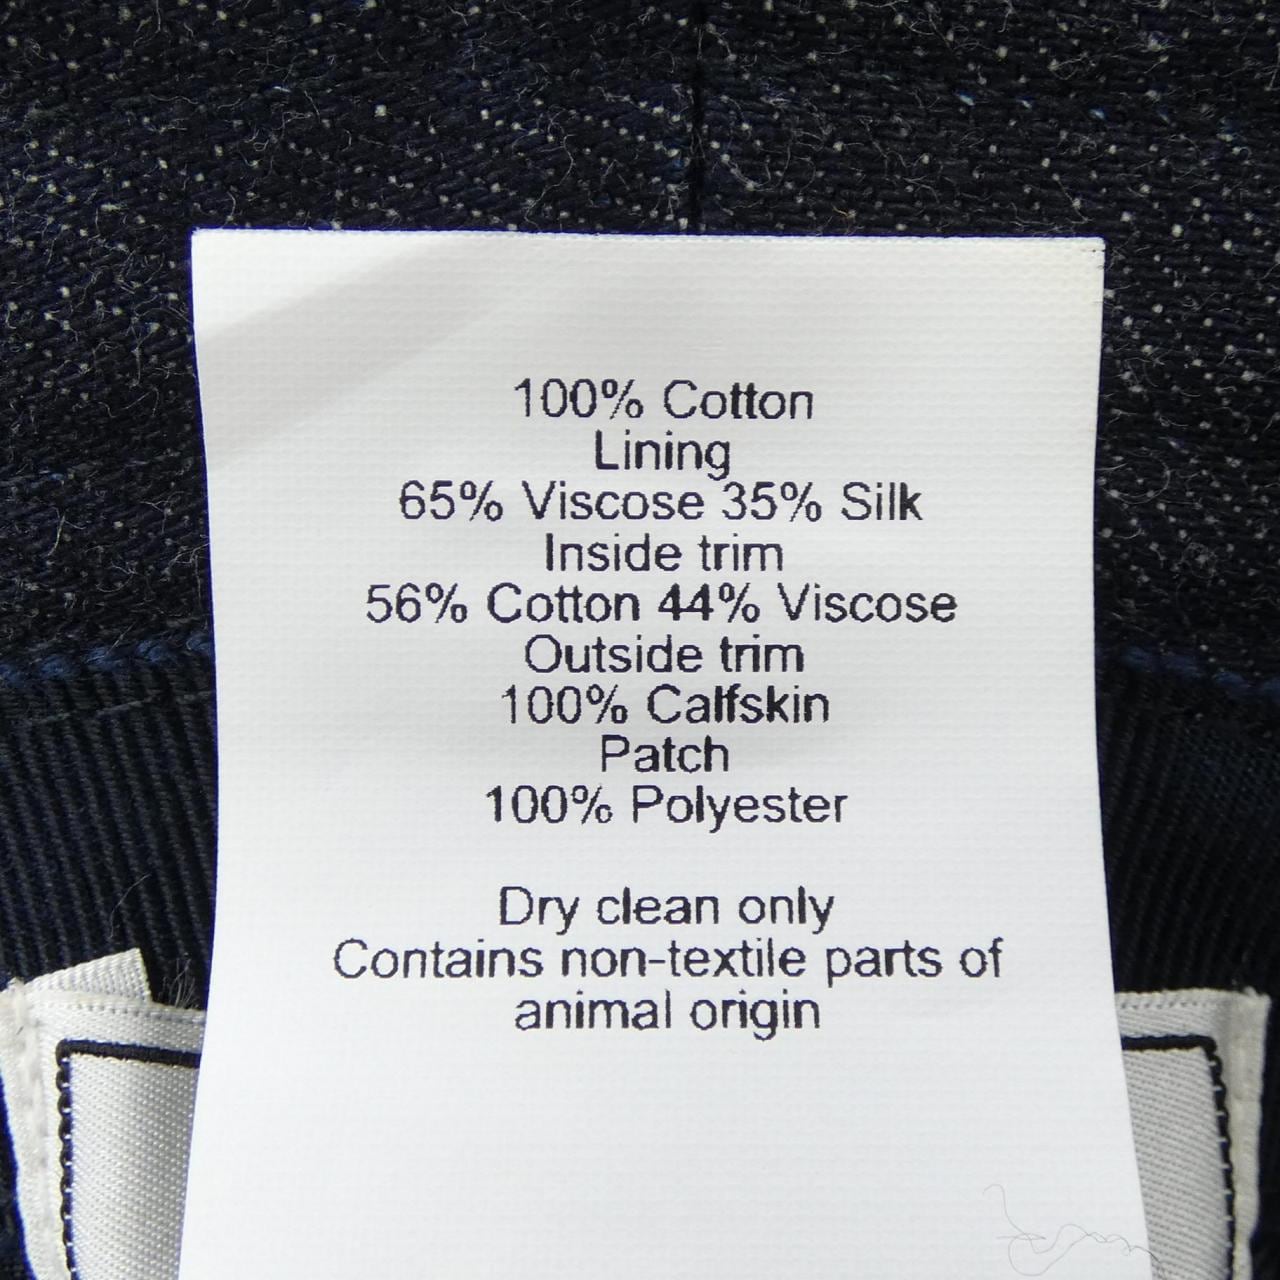 100% Cotton
Lining
65% Viscose 35% Silk
Inside trim
56% Cotton 44% Viscose
Outside trim
100% Calfskin
Patch
100% Polyester
Dry clean only
Contains non-textile parts of
animal origin